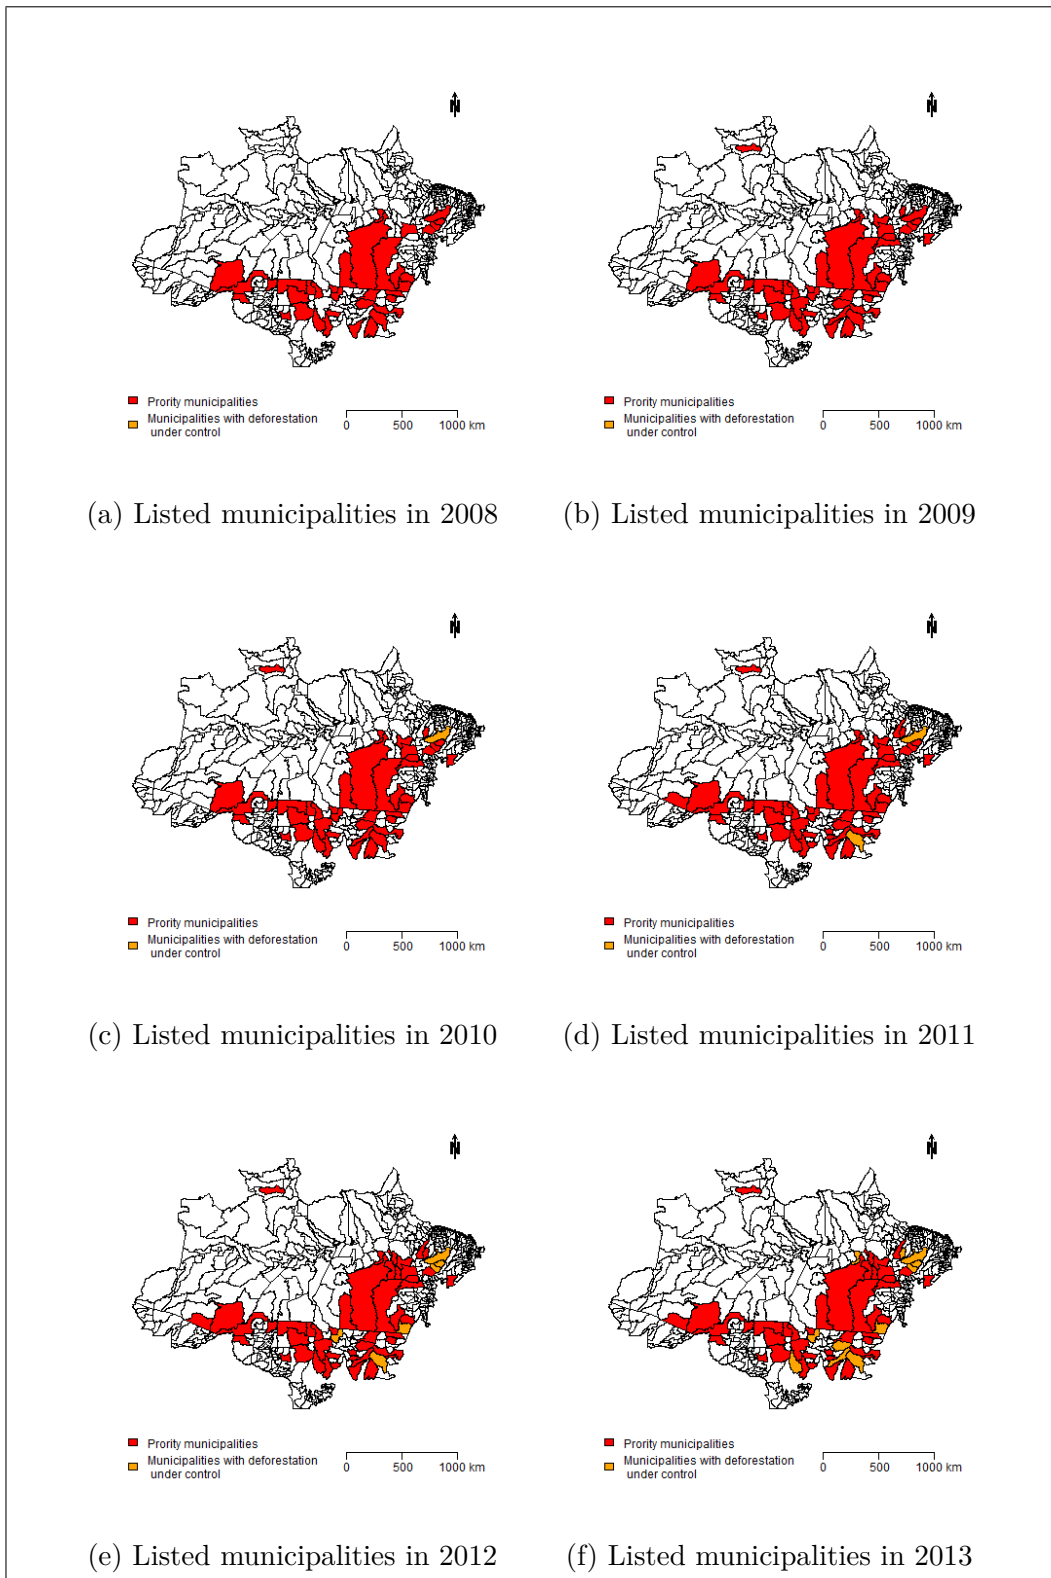 N
N
Prority municipalities
Municipalities with deforestation
under control
0 500 1000 km
Prority municipalities
Municipalities with deforestation
under control
0 500 1000 km
(a) Listed municipalities in 2008
(b) Listed municipalities in 2009
N
N
Prority municipalities
Municipalities with deforestation
under control
0 500 1000 km
Prority municipalities
Municipalities with deforestation
under control
0 500 1000 km
(c) Listed municipalities in 2010
(d) Listed municipalities in 2011
N
N
Prority municipalities
Municipalities with deforestation
under control
0 500 1000 km
Prority municipalities
Municipalities with deforestation
under control
0 500 1000 km
(e) Listed municipalities in 2012
(f) Listed municipalities in 2013